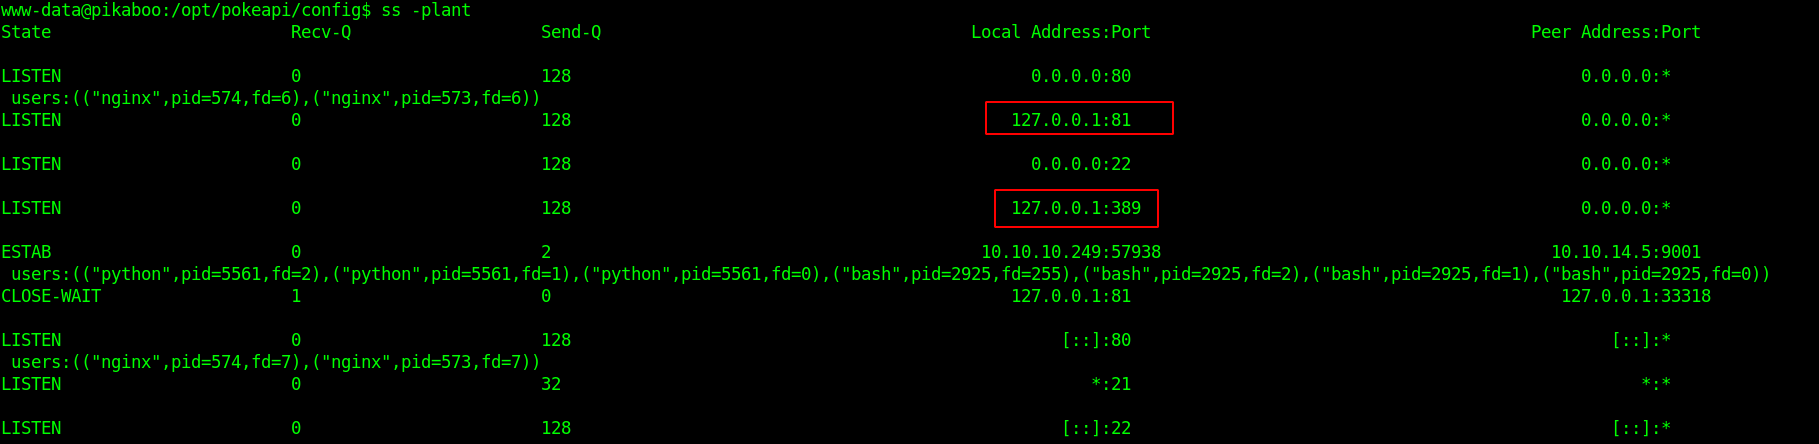 www-data@pikaboo:/opt/pokeapi/config$ ss -plant
State Recv-Q Send-Q Local Address:Port Peer Address:Port
LISTEN 0 128 0.0.0.0:80 0.0.0.0:*
users:(("nginx",pid=574,fd=6),("nginx",pid=573,fd=6))
LISTEN 0 128 127.0.0.1:81 0.0.0.0:*
LISTEN 0 128 0.0.0.0:22 0.0.0.0:*
LISTEN 0 128 127.0.0.1:389 0.0.0.0:*
ESTAB 0 2 10.10.10.249:57938 10.10.14.5:9001
users:(("python",pid=5561,fd=2),("python",pid=5561,fd=1),("python",pid=5561,fd=0),("bash",pid=2925,fd=255),("bash",pid=2925,fd=2),("bash",pid=2925,fd=1),("bash",pid=2925,fd=0))
CLOSE-WAIT 1 0 127.0.0.1:81 127.0.0.1:33318
LISTEN 0 128 [::]:80 [::]:*
users:(("nginx",pid=574,fd=7),("nginx",pid=573,fd=7))
LISTEN 0 32 *:21 *:*
LISTEN 0 128 [::]:22 [::]:*